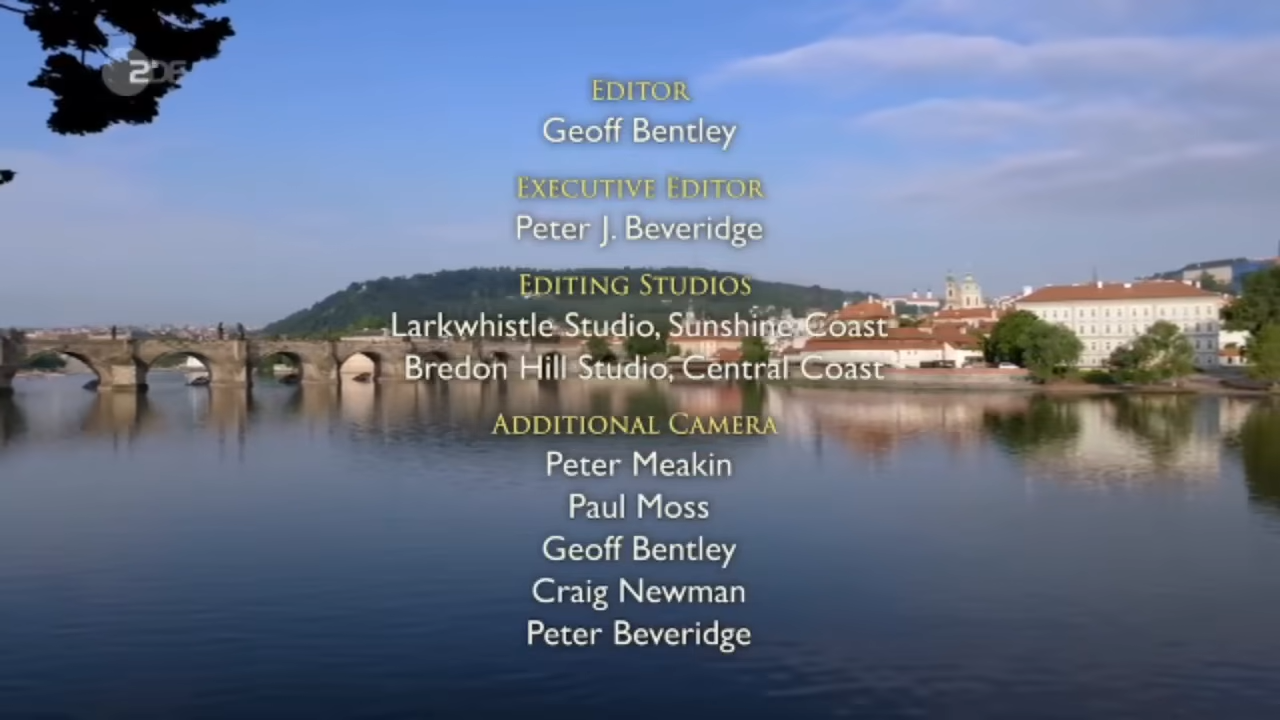 2DF
Editor
Geoff Bentley
Executive Editor
Peter J. Beveridge
Editing Studios
Larkwhistle Studio, Sunshine Coast
Bredon Hill Studio, Central Coast
Additional Camera
Peter Meakin
Paul Moss
Geoff Bentley
Craig Newman
Peter Beveridge